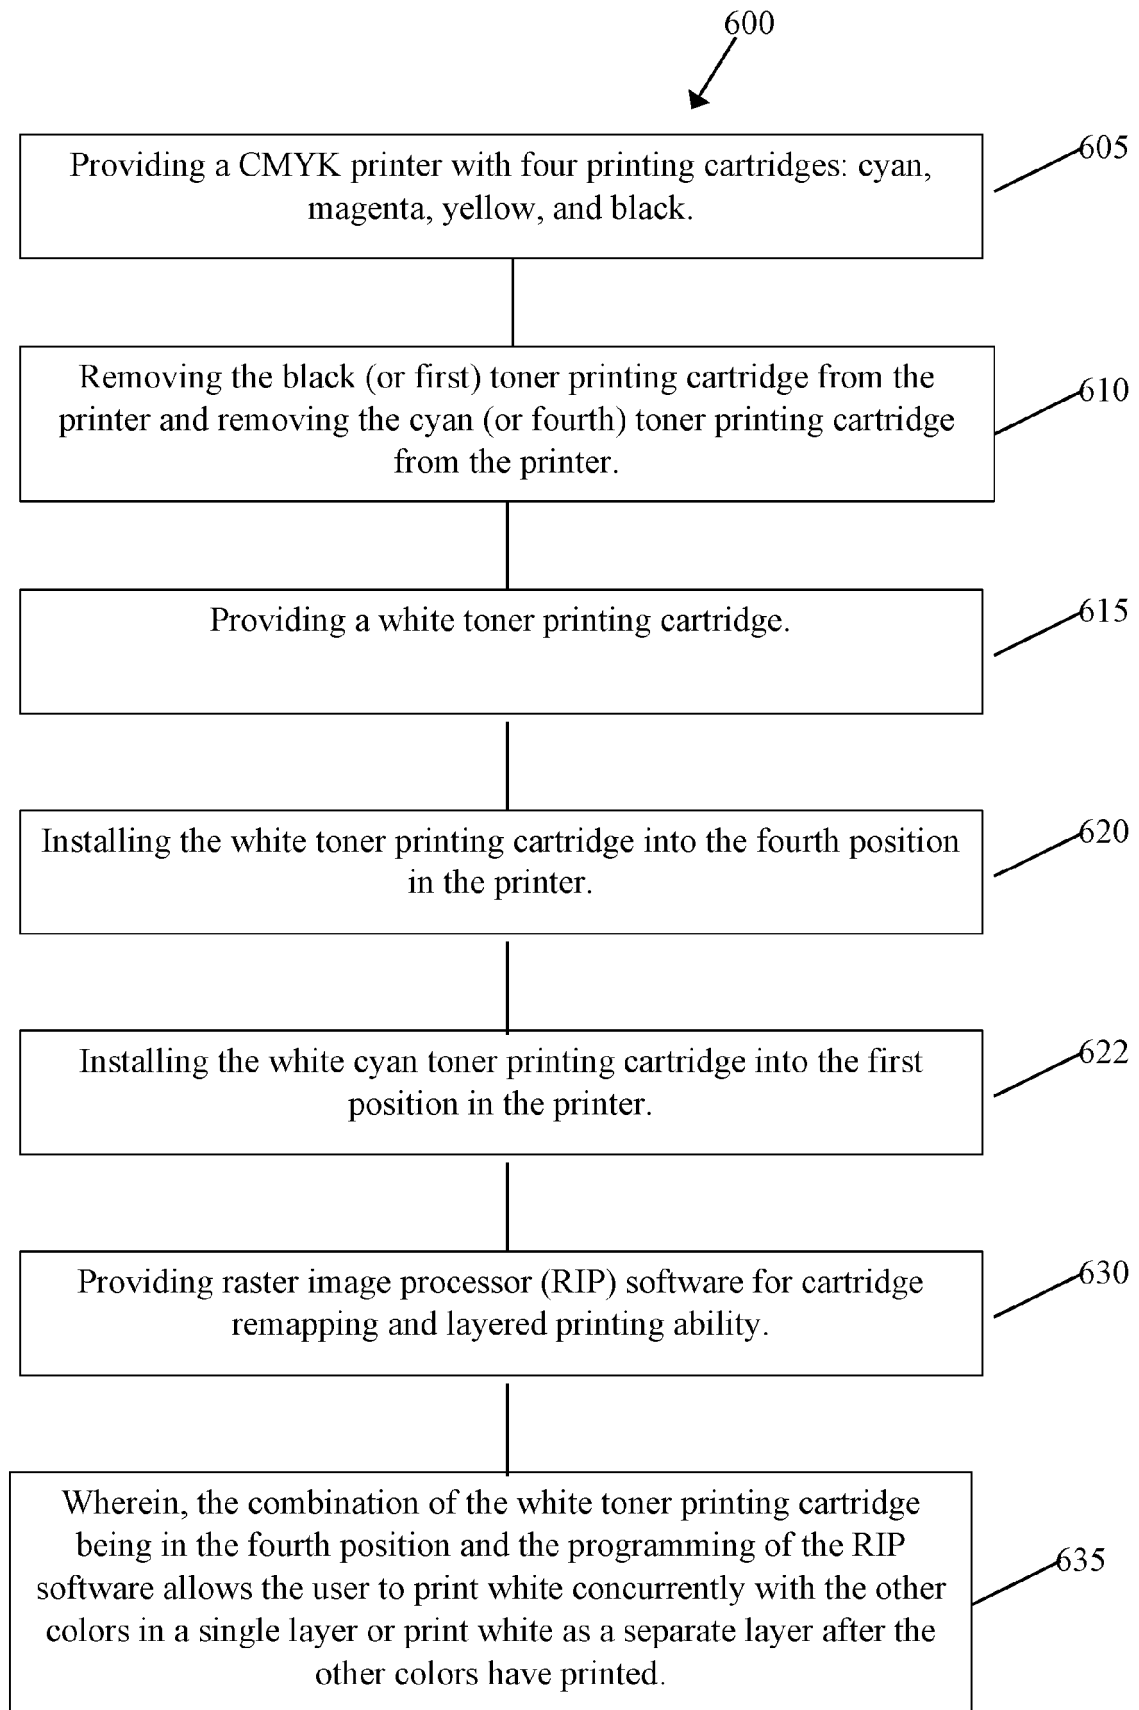 600
Providing a CMYK printer with four printing cartridges: cyan,
magenta, yellow, and black.
605
Removing the black (or first) toner printing cartridge from the
printer and removing the cyan (or fourth) toner printing cartridge
from the printer.
610
Providing a white toner printing cartridge.
615
Installing the white toner printing cartridge into the fourth position
in the printer.
620
Installing the white cyan toner printing cartridge into the first
position in the printer.
622
Providing raster image processor (RIP) software for cartridge
remapping and layered printing ability.
630
Wherein, the combination of the white toner printing cartridge
being in the fourth position and the programming of the RIP
software allows the user to print white concurrently with the other
colors in a single layer or print white as a separate layer after the
other colors have printed.
635